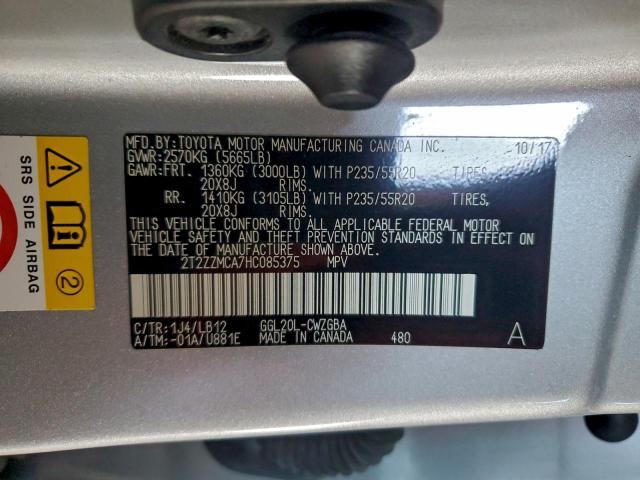 MFD.BY:TOYOTA MOTOR MANUFACTURING CANADA INC. 10/17
GVWR:2570KG (5665LB)
GAWR:FRT. 1360KG (3000LB) WITH P235/55R20 TIRES,
20X8J RIMS.
RR. 1410KG (3105LB) WITH P235/55R20 TIRES,
20X8J RIMS.
THIS VEHICLE CONFORMS TO ALL APPLICABLE FEDERAL MOTOR
VEHICLE SAFETY AND THEFT PREVENTION STANDARDS IN EFFECT ON
THE DATE OF MANUFACTURE SHOWN ABOVE.
2T2ZZMCA7HC085375 MPV
C/TR:1J4/LB12 GGL20L-CWZGBA
A/TM:-01A/U881E MADE IN CANADA 480 A
SRS SIDE AIRBAG
2